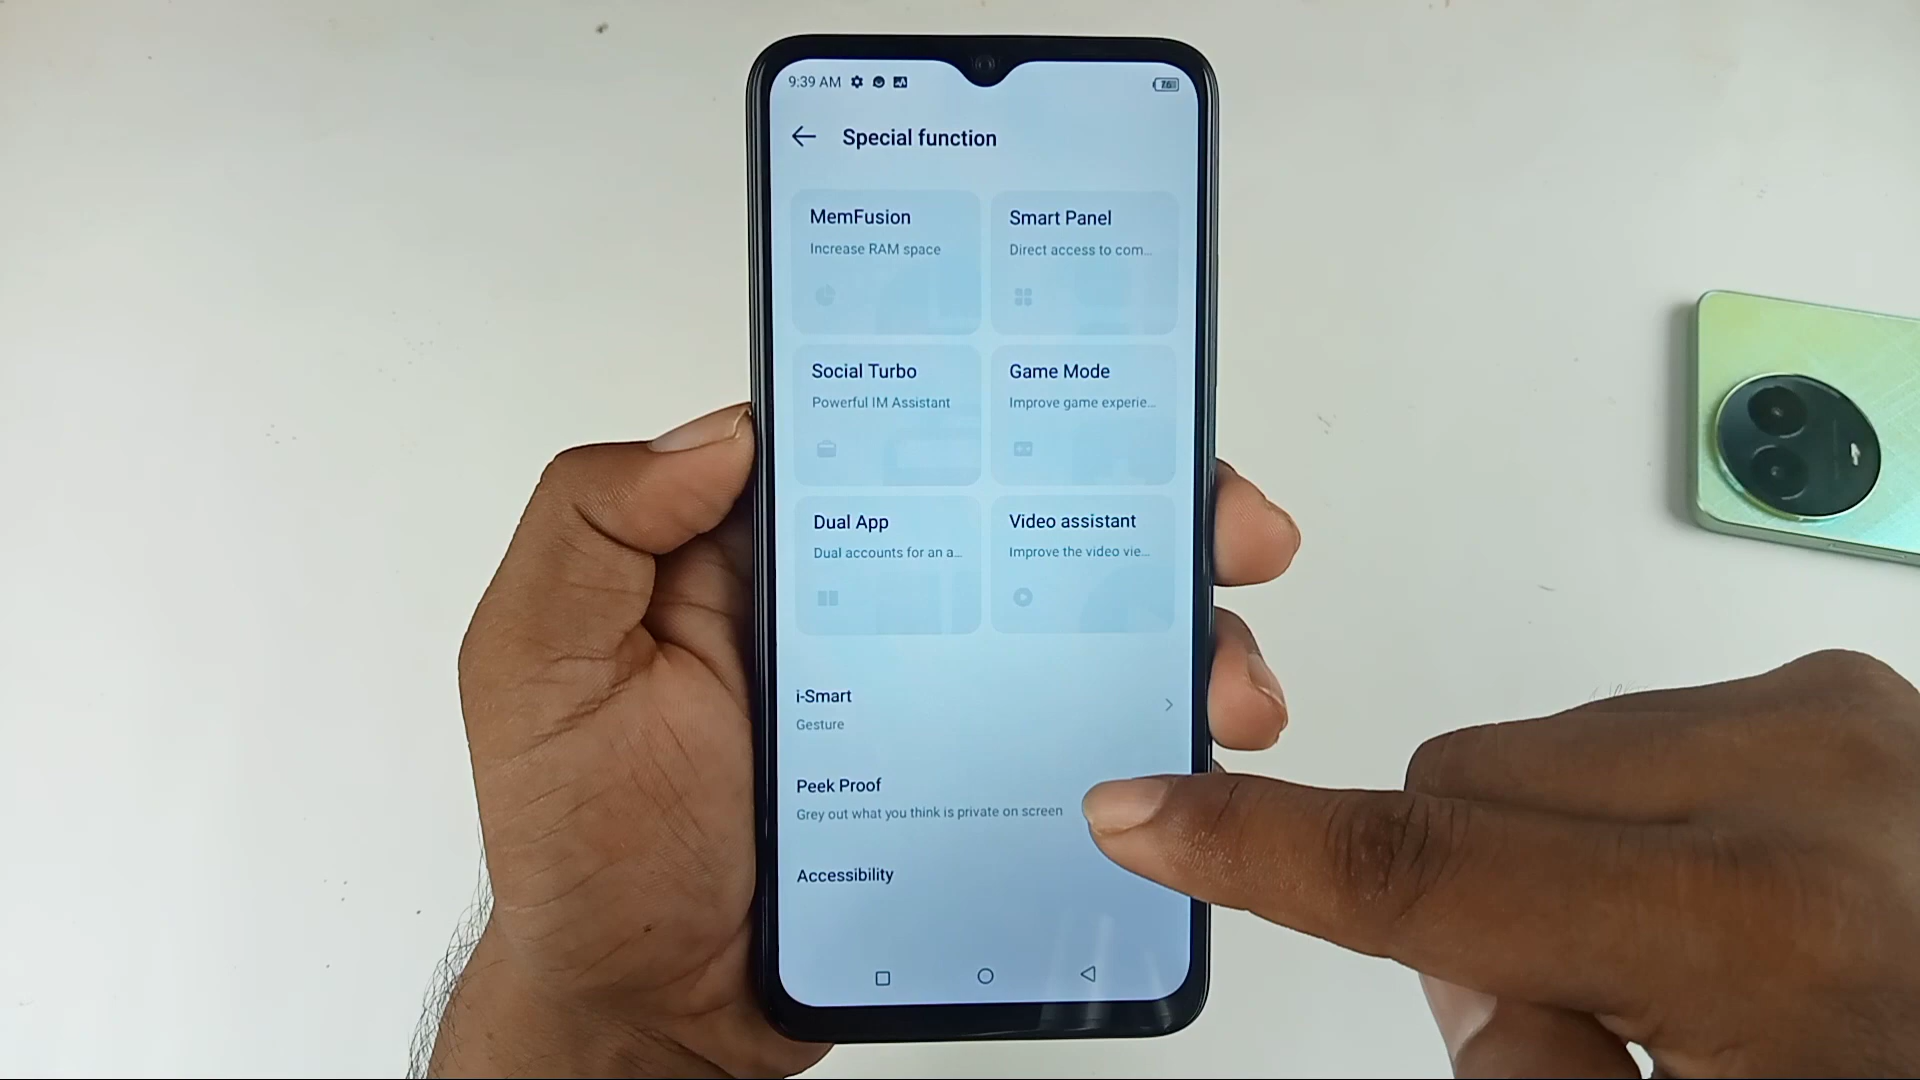 9:39 AM
76
Special function
MemFusion
Increase RAM space
Smart Panel
Direct access to com...
Social Turbo
Powerful IM Assistant
Game Mode
Improve game experie...
Dual App
Dual accounts for an a...
Video assistant
Improve the video vie...
i-Smart
Gesture
Peek Proof
Grey out what you think is private on screen
Accessibility